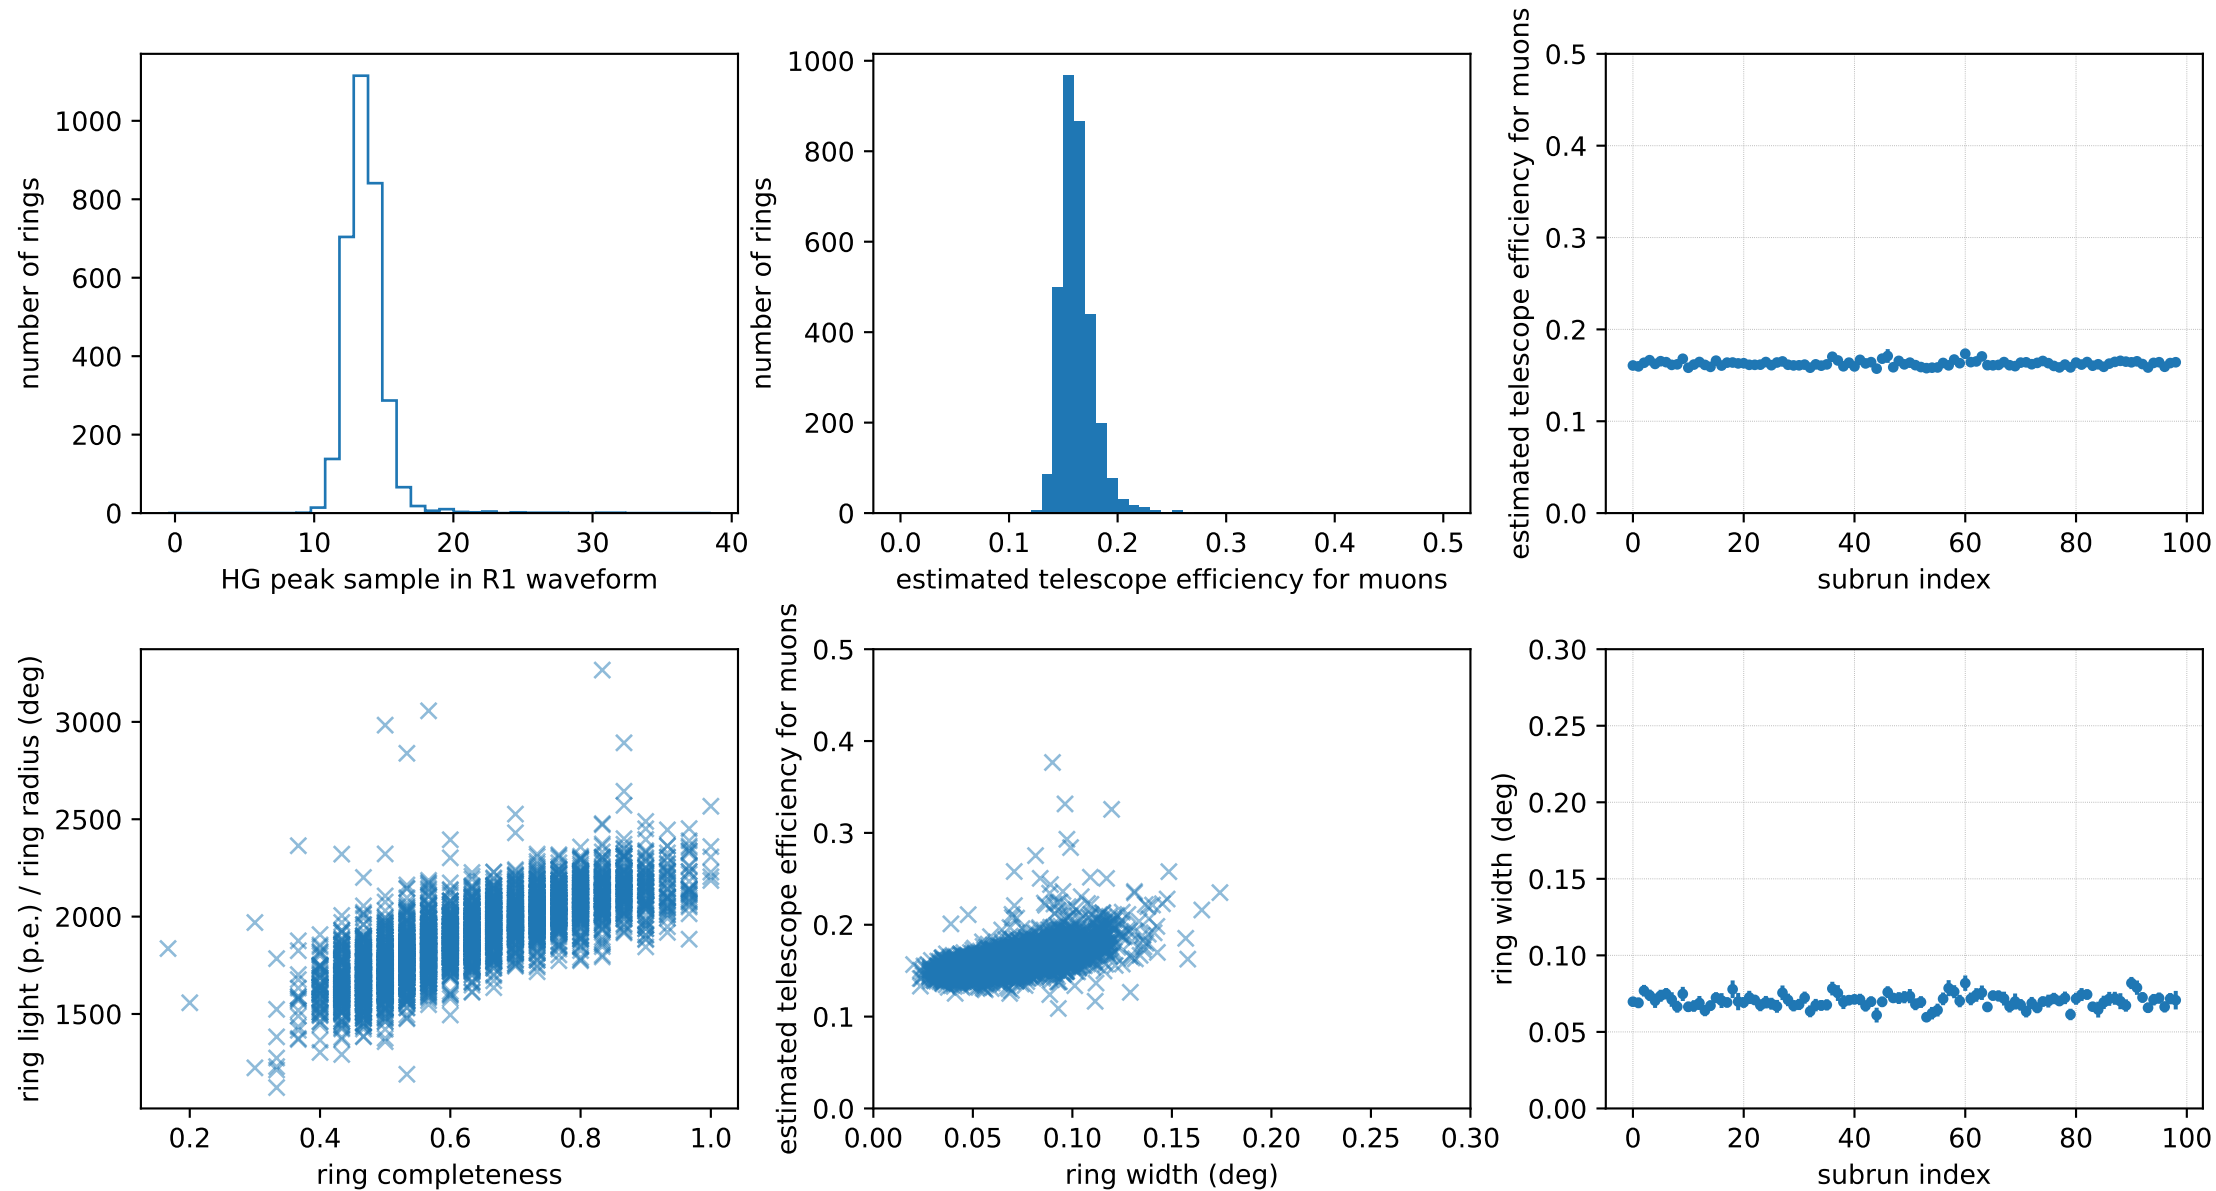 number of rings
1000
800
600
400
200
0
0 10 20 30 40
HG peak sample in R1 waveform
number of rings
1000
800
600
400
200
0
0.0 0.1 0.2 0.3 0.4 0.5
estimated telescope efficiency for muons
estimated telescope efficiency for muons
0.5
0.4
0.3
0.2
0.1
0.0
0 20 40 60 80 100
subrun index
ring light (p.e.) / ring radius (deg)
3000
2500
2000
1500
0.2 0.4 0.6 0.8 1.0
ring completeness
estimated telescope efficiency for muons
0.5
0.4
0.3
0.2
0.1
0.0
0.00 0.05 0.10 0.15 0.20 0.25 0.30
ring width (deg)
ring width (deg)
0.30
0.25
0.20
0.15
0.10
0.05
0.00
0 20 40 60 80 100
subrun index